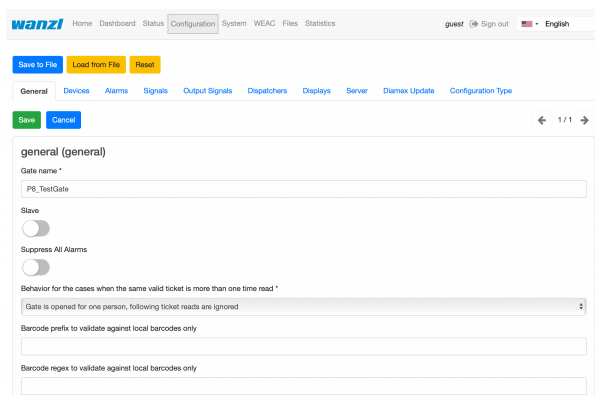 wanzl Home Dashboard Status Configuration System WEAC Files Statistics guest Sign out English
Save to File Load from File Reset
General Devices Alarms Signals Output Signals Dispatchers Displays Server Diamex Update Configuration Type
Save Cancel 1 / 1
general (general)
Gate name *
P8_TestGate
Slave
Suppress All Alarms
Behavior for the cases when the same valid ticket is more than one time read *
Gate is opened for one person, following ticket reads are ignored
Barcode prefix to validate against local barcodes only
Barcode regex to validate against local barcodes only